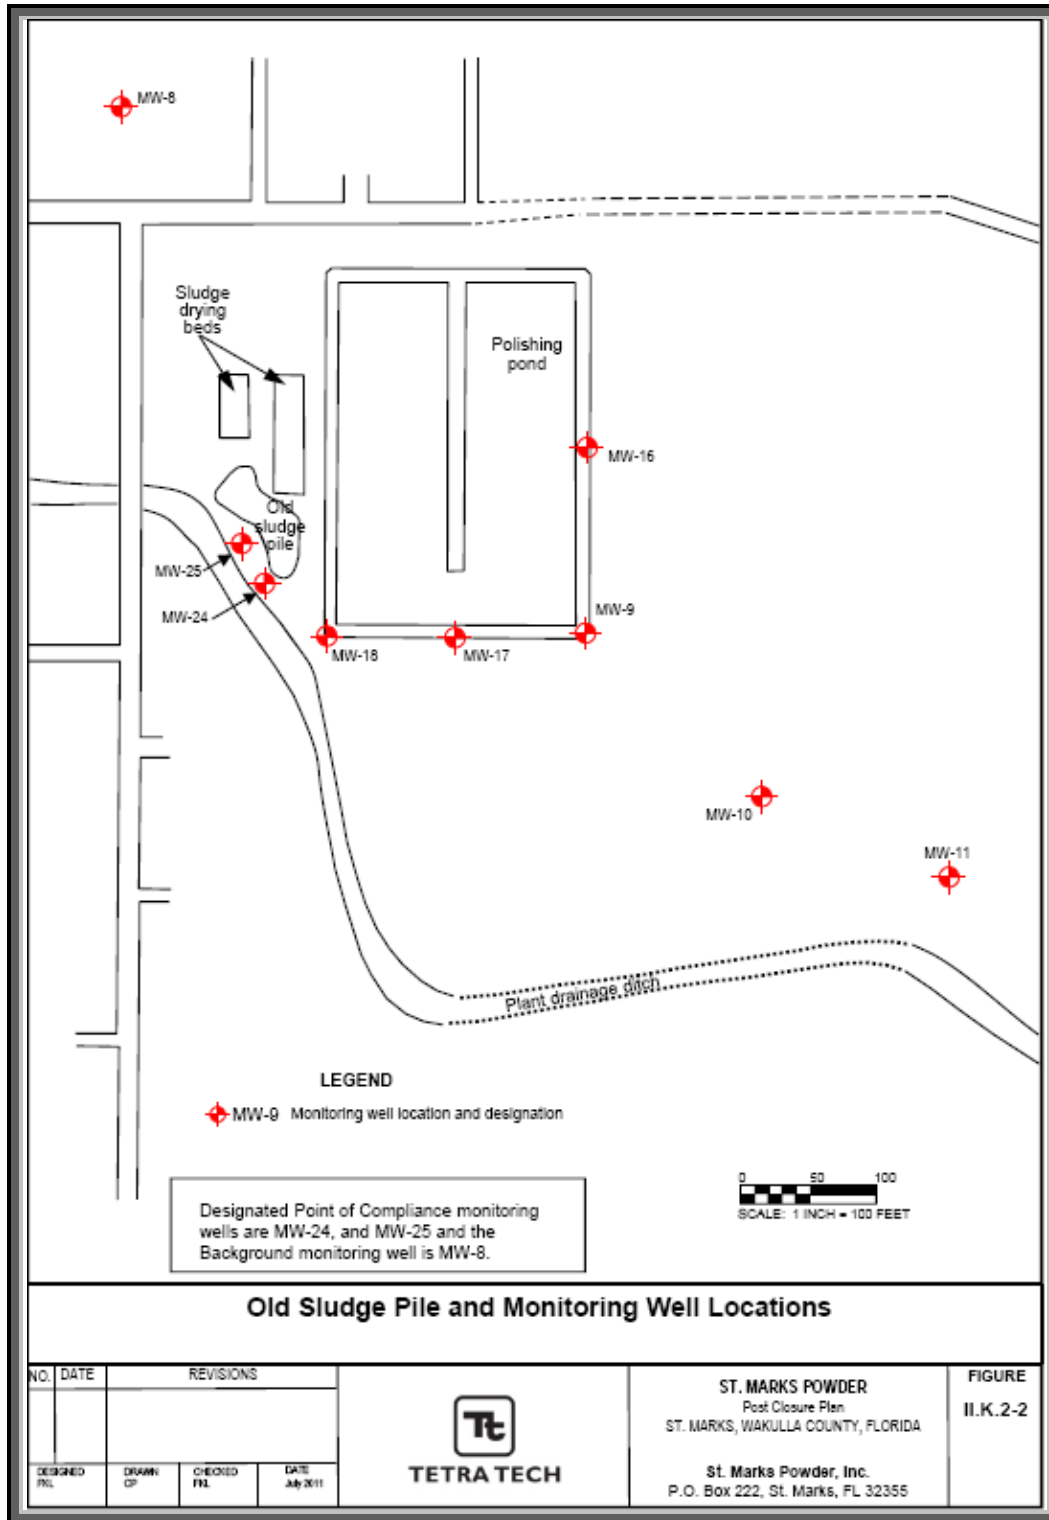 MW-8
Sludge
drying
beds
Polishing
pond
MW-16
Old
sludge
pile
MW-25
MW-24
MW-9
MW-18
MW-17
MW-10
MW-11
Plant drainage ditch
LEGEND
MW-9 Monitoring well location and designation
0 50 100
SCALE: 1 INCH = 100 FEET
Designated Point of Compliance monitoring
wells are MW-24, and MW-25 and the
Background monitoring well is MW-8.
Old Sludge Pile and Monitoring Well Locations
NO. DATE REVISIONS
DESIGNED DRAWN CHECKED DATE
PKL CP PKL July 2011
Tt
TETRA TECH
ST. MARKS POWDER
Post Closure Plan
ST. MARKS, WAKULLA COUNTY, FLORIDA
St. Marks Powder, Inc.
P.O. Box 222, St. Marks, FL 32355
FIGURE
II.K.2-2